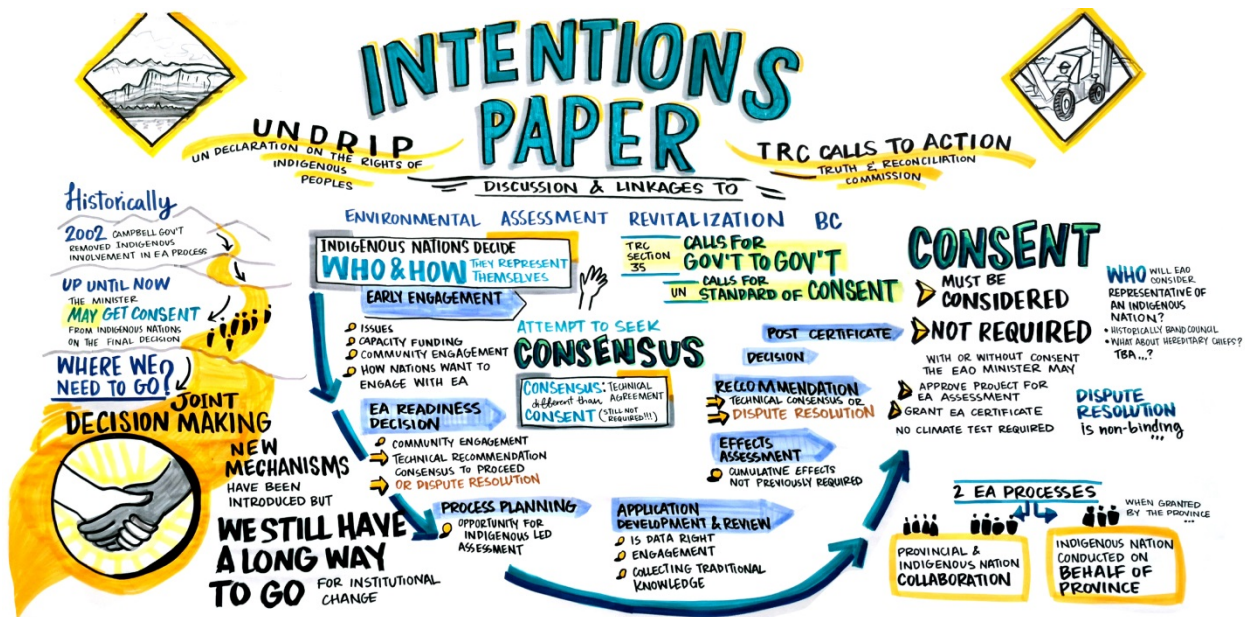 INTENTIONS
PAPER
UNDRIP
UN DECLARATION ON THE RIGHTS OF
INDIGENOUS
PEOPLES
TRC CALLS TO ACTION
TRUTH & RECONCILIATION
COMMISSION
DISCUSSION & LINKAGES TO
ENVIRONMENTAL ASSESSMENT REVITALIZATION BC
Historically
2002 CAMPBELL GOV'T
REMOVED INDIGENOUS
INVOLVEMENT IN EA PROCESS
UP UNTIL NOW
THE MINISTER
MAY GET CONSENT
FROM INDIGENOUS NATIONS
ON THE FINAL DECISION
WHERE WE
NEED TO GO?
JOINT
DECISION MAKING
NEW
MECHANISMS
HAVE BEEN
INTRODUCED BUT
WE STILL HAVE
A LONG WAY
TO GO FOR INSTITUTIONAL
CHANGE
INDIGENOUS NATIONS DECIDE
WHO & HOW THEY REPRESENT
THEMSELVES
EARLY ENGAGEMENT
ISSUES
CAPACITY FUNDING
COMMUNITY ENGAGEMENT
HOW NATIONS WANT TO
ENGAGE WITH EA
EA READINESS
DECISION
COMMUNITY ENGAGEMENT
TECHNICAL RECOMMENDATION
CONSENSUS TO PROCEED
OR DISPUTE RESOLUTION
PROCESS PLANNING
OPPORTUNITY FOR
INDIGENOUS LED
ASSESSMENT
ATTEMPT TO SEEK
CONSENSUS
CONSENSUS: TECHNICAL
different than AGREEMENT
CONSENT (STILL NOT
REQUIRED!!!)
APPLICATION
DEVELOPMENT & REVIEW
IS DATA RIGHT
ENGAGEMENT
COLLECTING TRADITIONAL
KNOWLEDGE
TRC
SECTION
35
CALLS FOR
GOV'T TO GOV'T
UN CALLS FOR
STANDARD OF CONSENT
POST CERTIFICATE
DECISION
RECOMMENDATION
TECHNICAL CONSENSUS OR
DISPUTE RESOLUTION
EFFECTS
ASSESSMENT
CUMULATIVE EFFECTS
NOT PREVIOUSLY REQUIRED
CONSENT
MUST BE
CONSIDERED
NOT REQUIRED
WITH OR WITHOUT CONSENT
THE EAO MINISTER MAY
APPROVE PROJECT FOR
EA ASSESSMENT
GRANT EA CERTIFICATE
NO CLIMATE TEST REQUIRED
WHO WILL EAO
CONSIDER
REPRESENTATIVE OF
AN INDIGENOUS
NATION?
• HISTORICALLY BAND COUNCIL
• WHAT ABOUT HEREDITARY CHIEFS?
TBA...?
DISPUTE
RESOLUTION
is non-binding
...
2 EA PROCESSES
WHEN GRANTED
BY THE PROVINCE
...
PROVINCIAL &
INDIGENOUS NATION
COLLABORATION
INDIGENOUS NATION
CONDUCTED ON
BEHALF OF
PROVINCE